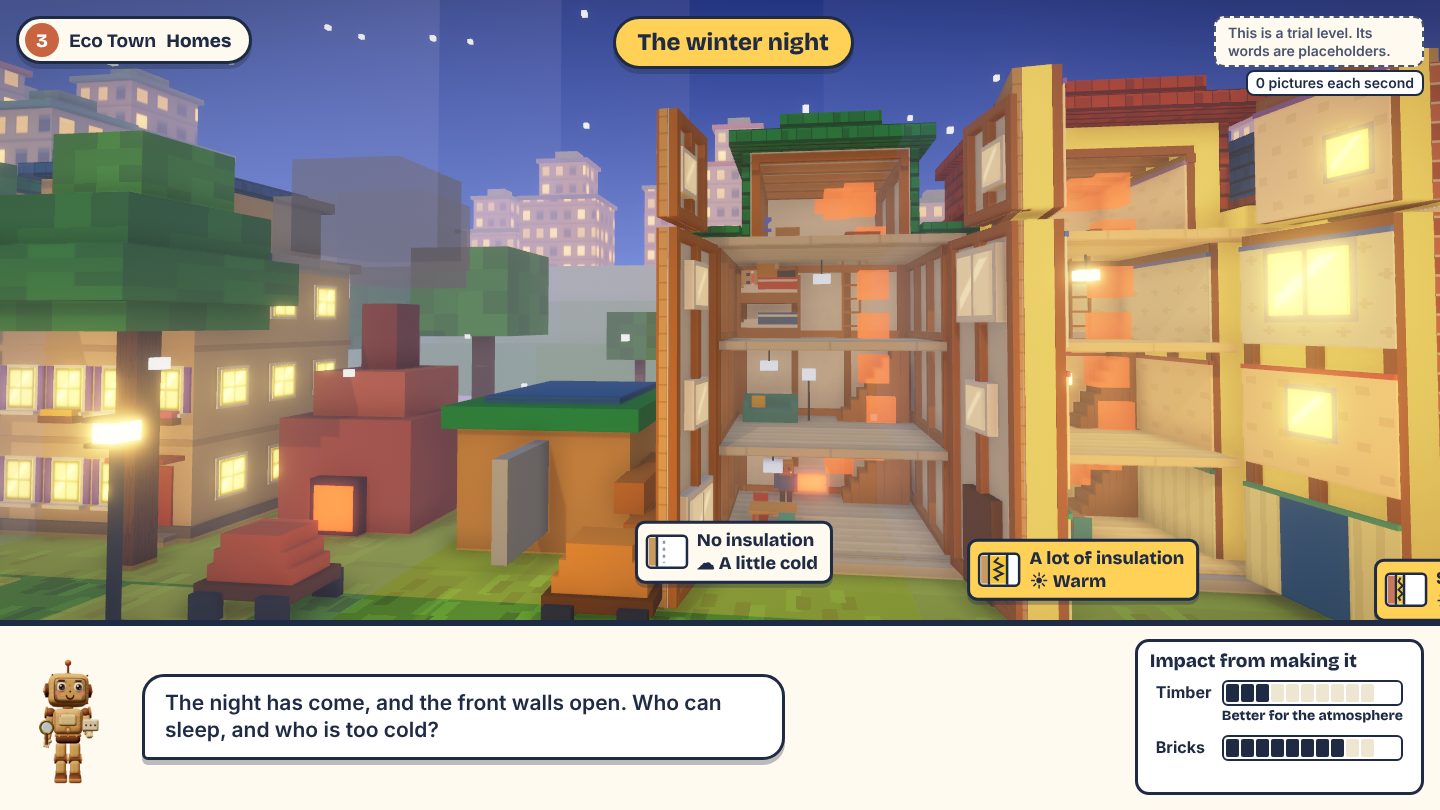 3 Eco Town Homes
The winter night
This is a trial level. Its
words are placeholders.
0 pictures each second
No insulation
☁ A little cold
A lot of insulation
☀ Warm
The night has come, and the front walls open. Who can
sleep, and who is too cold?
Impact from making it
Timber
Better for the atmosphere
Bricks